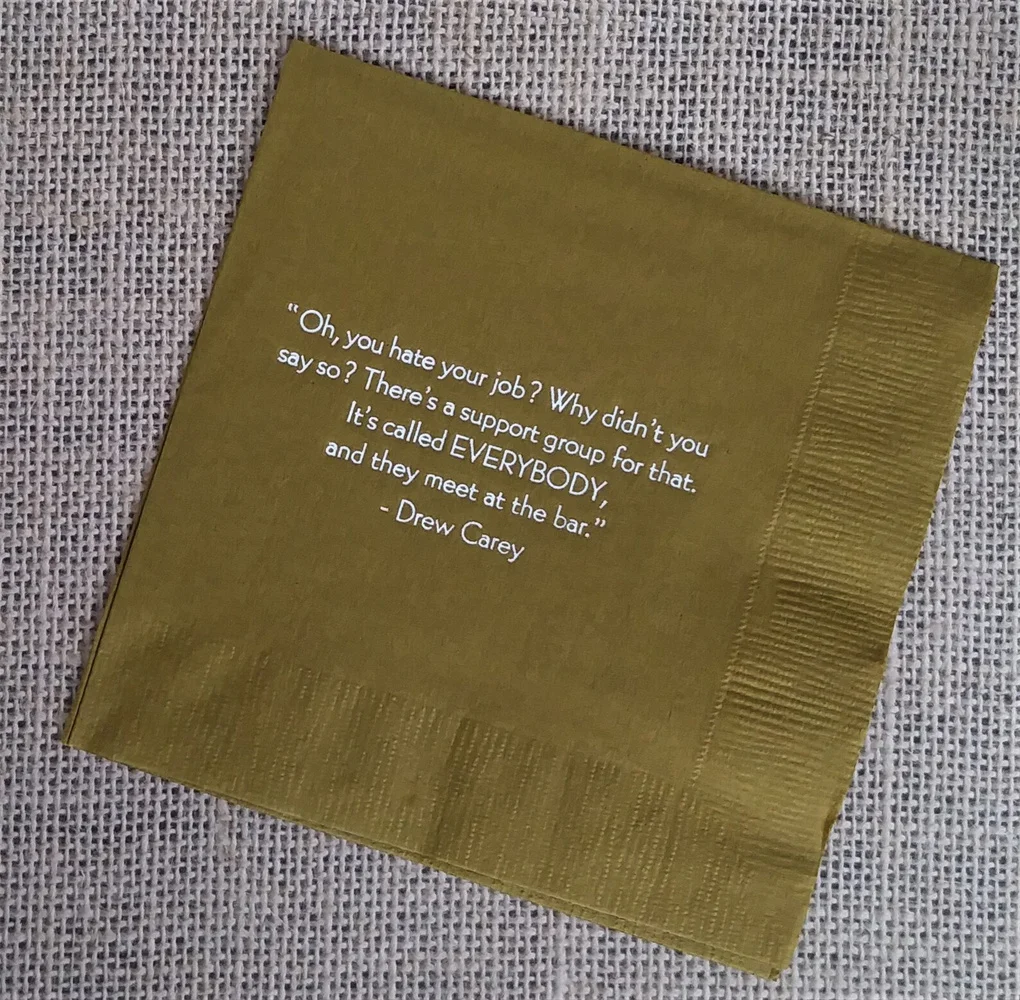 "Oh, you hate your job? Why didn't you
say so? There's a support group for that.
It's called EVERYBODY,
and they meet at the bar."
- Drew Carey